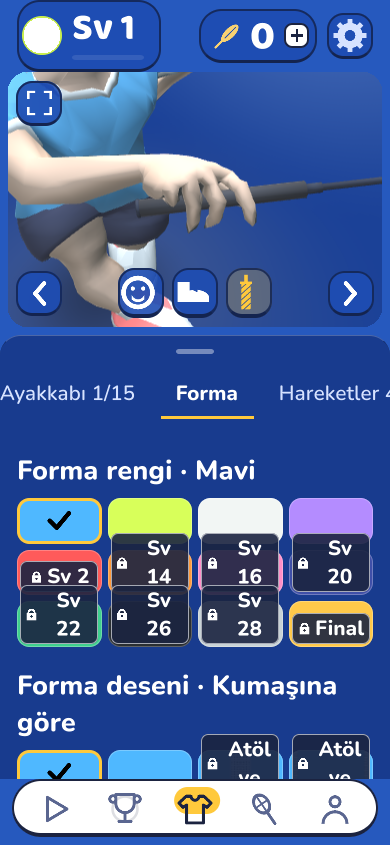 Sv 1
0
Ayakkabı 1/15
Forma
Hareketler 4
Forma rengi · Mavi
Sv 2
Sv
14
Sv
16
Sv
20
Sv
22
Sv
26
Sv
28
Final
Forma deseni · Kumaşına
göre
Atöl
ye
Atöl
ye